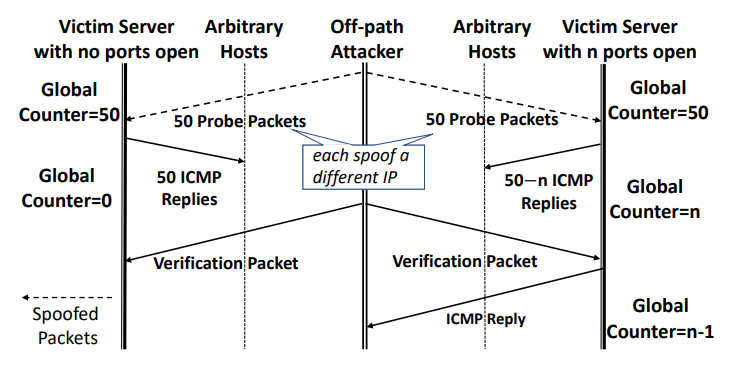 Victim Server
with no ports open
Arbitrary
Hosts
Off-path
Attacker
Arbitrary
Hosts
Victim Server
with n ports open
Global
Counter=50
Global
Counter=50
50 Probe Packets
50 Probe Packets
each spoof a
different IP
Global
Counter=0
50 ICMP
Replies
50−n ICMP
Replies
Global
Counter=n
Verification Packet
Verification Packet
Spoofed
Packets
ICMP Reply
Global
Counter=n-1